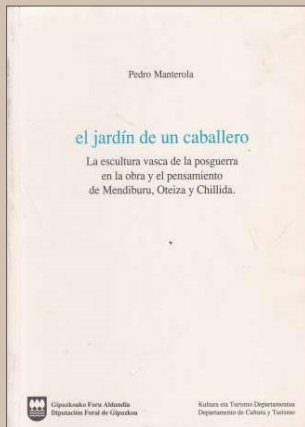 Pedro Manterola
el jardín de un caballero
La escultura vasca de la posguerra
en la obra y el pensamiento
de Mendiburu, Oteiza y Chillida.
Gipuzkoako Foru Aldundia
Diputación Foral de Gipuzkoa
Kultura eta Turismo Departamentua
Departamento de Cultura y Turismo